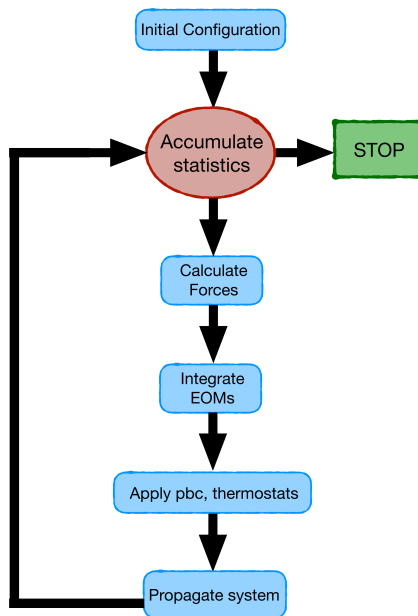 Initial Configuration
Accumulate
statistics
STOP
Calculate
Forces
Integrate
EOMs
Apply pbc, thermostats
Propagate system